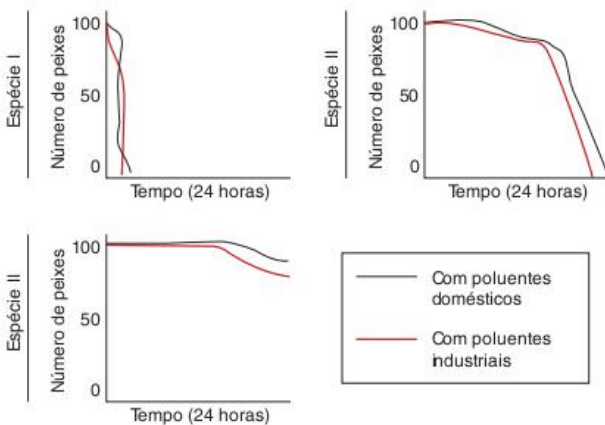 Espécie I
Número de peixes
100
50
0
Tempo (24 horas)
Espécie II
Número de peixes
100
50
0
Tempo (24 horas)
Espécie II
Número de peixes
100
50
0
Tempo (24 horas)
Com poluentes
domésticos
Com poluentes
industriais